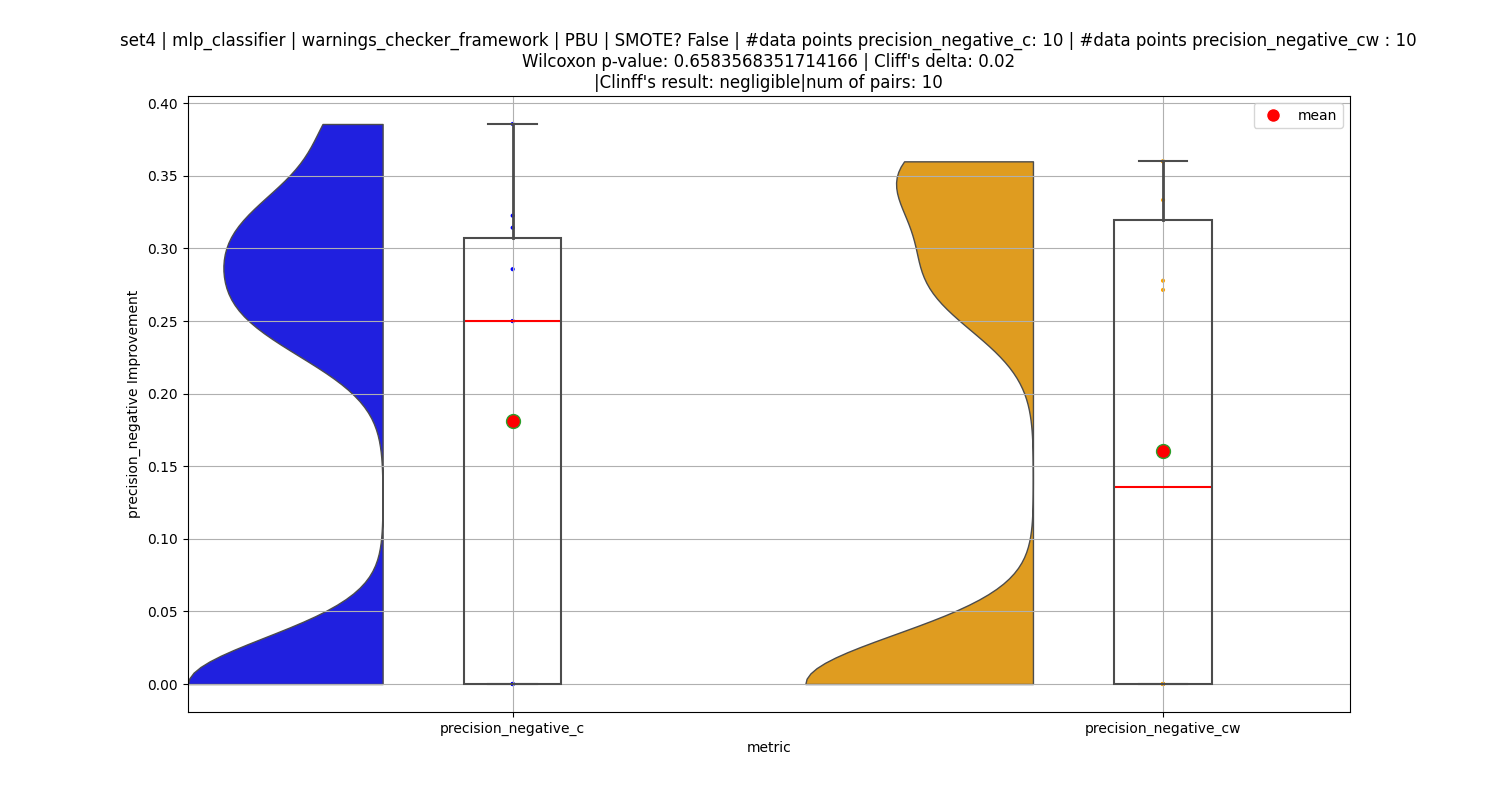 set4 | mlp_classifier | warnings_checker_framework | PBU | SMOTE? False | #data points precision_negative_c: 10 | #data points precision_negative_cw : 10
Wilcoxon p-value: 0.6583568351714166 | Cliff's delta: 0.02
|Clinff's result: negligible|num of pairs: 10
mean
precision_negative Improvement
0.40
0.35
0.30
0.25
0.20
0.15
0.10
0.05
0.00
precision_negative_c
precision_negative_cw
metric